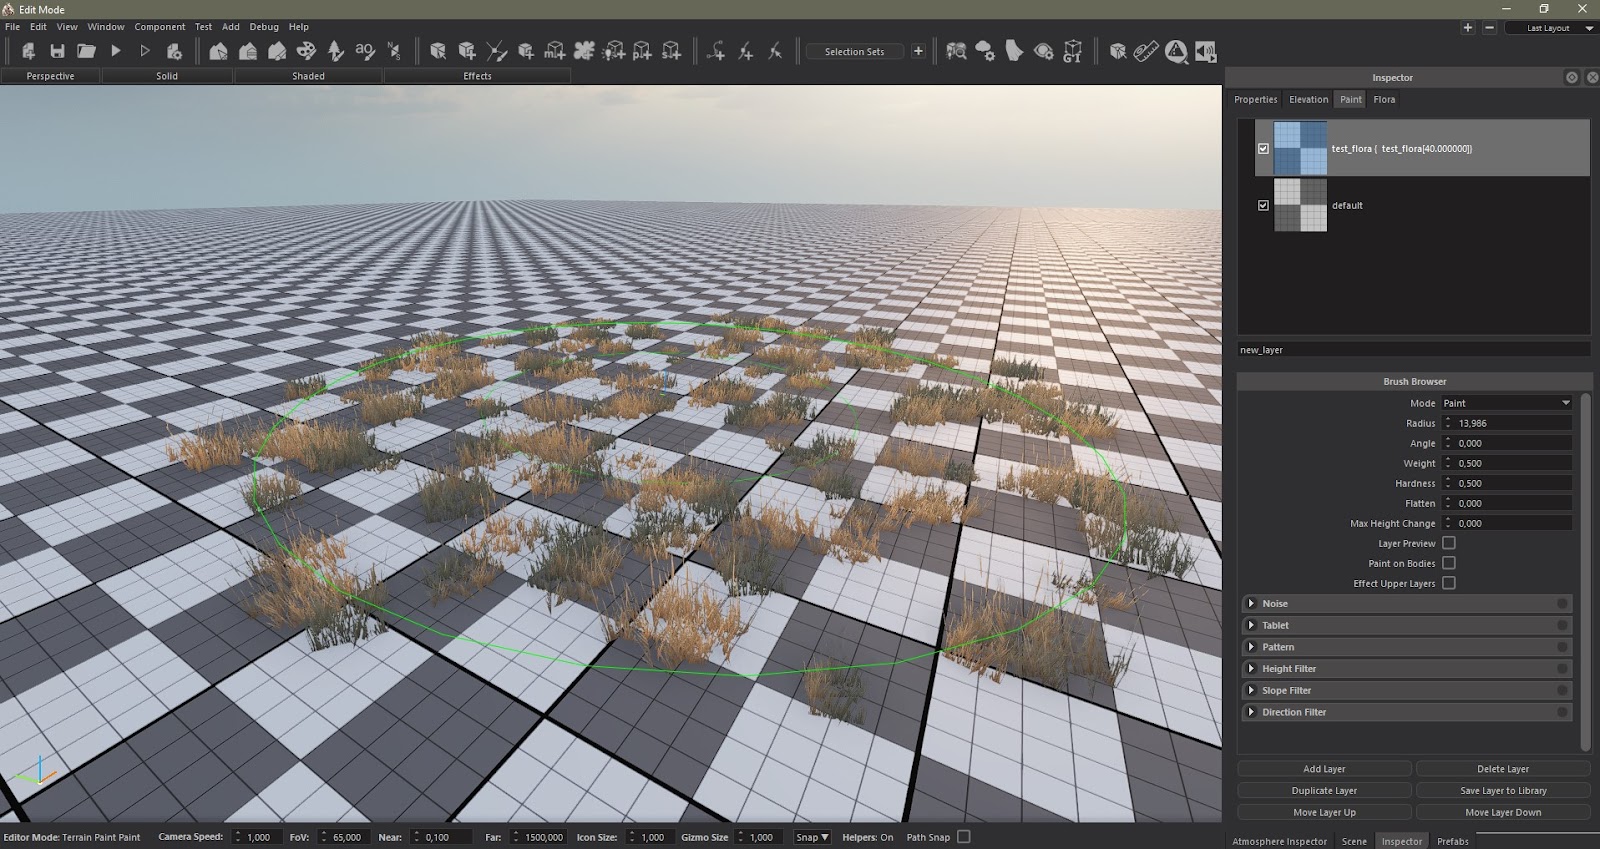 Edit Mode
File Edit View Window Component Test Add Debug Help
Last Layout
Selection Sets
GI
Perspective Solid Shaded Effects
Inspector
Properties Elevation Paint Flora
test_flora { test_flora[40.000000]}
default
new_layer
Brush Browser
Mode Paint
Radius 13,986
Angle 0,000
Weight 0,500
Hardness 0,500
Flatten 0,000
Max Height Change 0,000
Layer Preview
Paint on Bodies
Effect Upper Layers
Noise
Tablet
Pattern
Height Filter
Slope Filter
Direction Filter
Add Layer Delete Layer
Duplicate Layer Save Layer to Library
Move Layer Up Move Layer Down
Editor Mode: Terrain Paint Paint Camera Speed: 1,000 FoV: 65,000 Near: 0,100 Far: 1500,000 Icon Size: 1,000 Gizmo Size 1,000 Snap Helpers: On Path Snap
Atmosphere Inspector Scene Inspector Prefabs